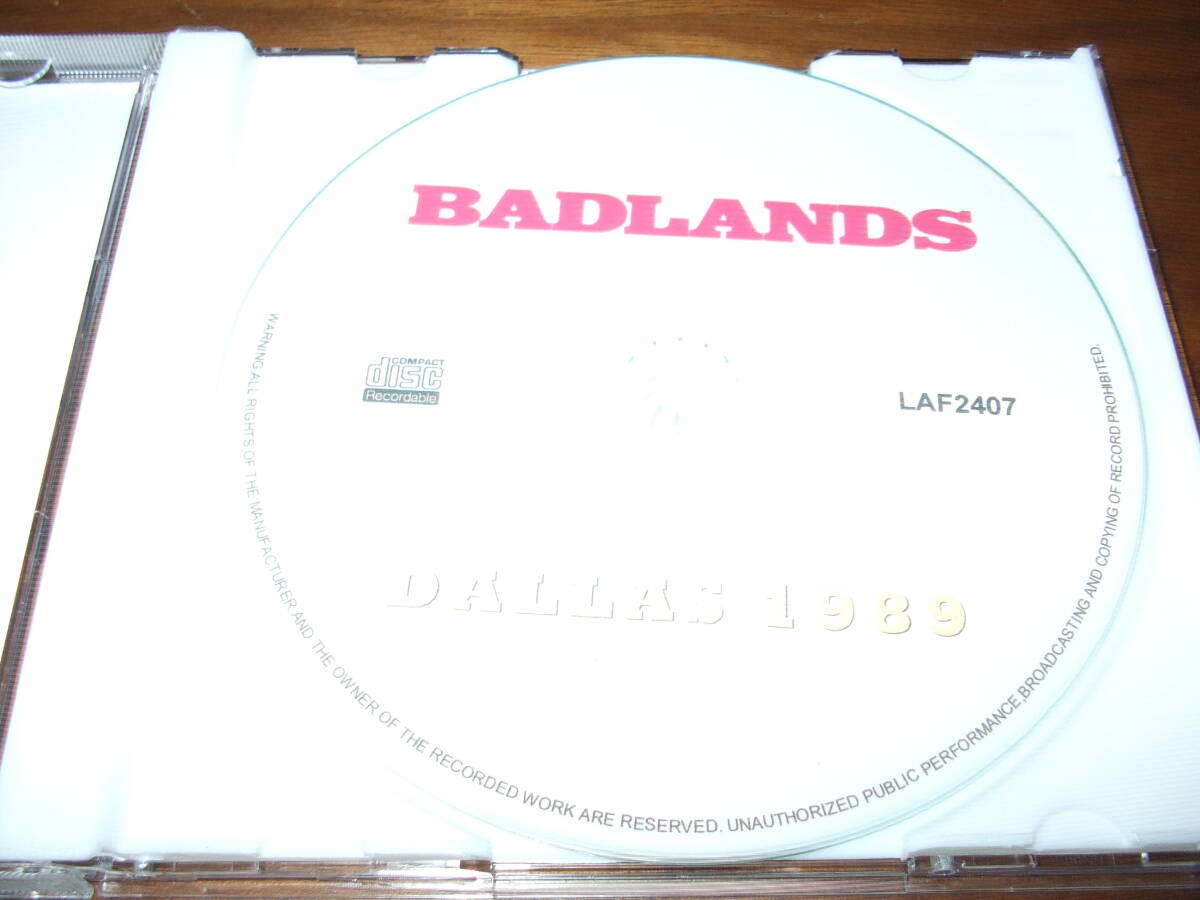 BADLANDS
COMPACT
disc
Recordable
LAF2407
DALLAS 1989
WARNING ALL RIGHTS OF THE MANUFACTURER AND THE OWNER OF THE RECORDED WORK ARE RESERVED. UNAUTHORIZED PUBLIC PERFORMANCE,BROADCASTING AND COPYING OF RECORD PROHIBITED.